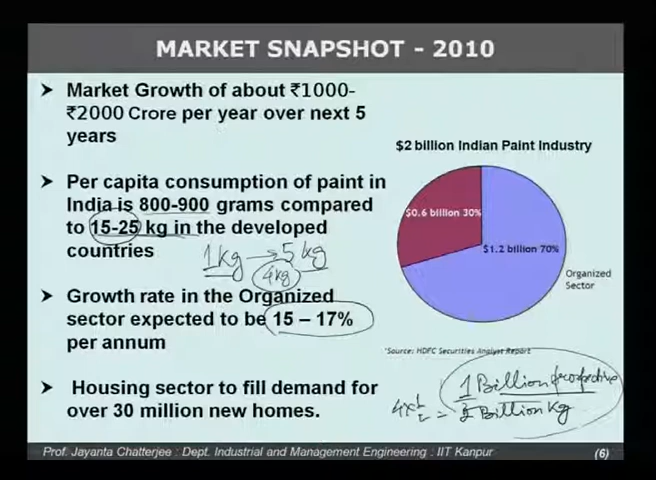 MARKET SNAPSHOT - 2010
Market Growth of about ₹1000-
₹2000 Crore per year over next 5
years
Per capita consumption of paint in
India is 800-900 grams compared
to 15-25 kg in the developed
countries
1 kg → 5 kg
4kg
Growth rate in the Organized
sector expected to be 15 – 17%
per annum
Housing sector to fill demand for
over 30 million new homes.
$2 billion Indian Paint Industry
$0.6 billion 30%
$1.2 billion 70%
Organized
Sector
*Source: HDFC Securities Analyst Report
1 Billion
Billion Kg
Prof. Jayanta Chatterjee : Dept. Industrial and Management Engineering : IIT Kanpur
(6)